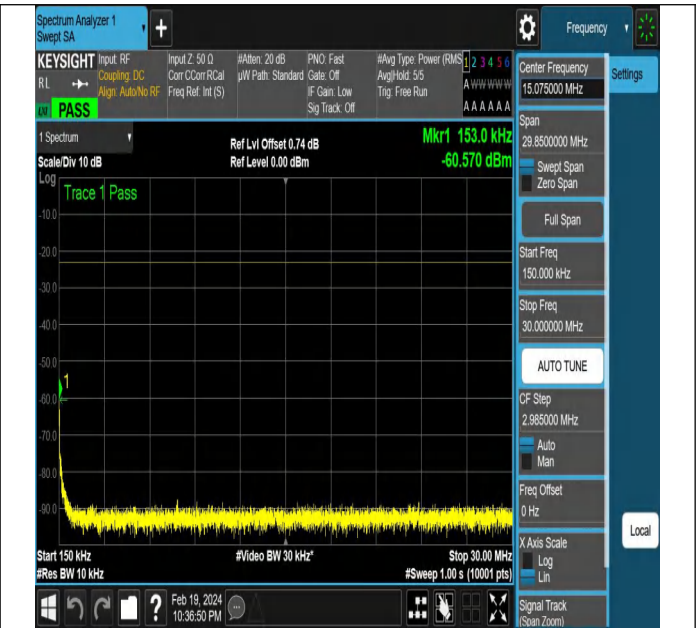 Spectrum Analyzer 1
Swept SA
+
Frequency
KEYSIGHT
RL
PASS
Input: RF
Coupling: DC
Align: Auto/No RF
Input Z: 50 Ω
Corr CCorr RCal
Freq Ref: Int (S)
#Atten: 20 dB
µW Path: Standard
PNO: Fast
Gate: Off
IF Gain: Low
Sig Track: Off
#Avg Type: Power (RMS
Avg|Hold: 5/5
Trig: Free Run
1 2 3 4 5 6
A W W W W W
A A A A A A
1 Spectrum
Scale/Div 10 dB
Ref Lvl Offset 0.74 dB
Ref Level 0.00 dBm
Mkr1 153.0 kHz
-60.570 dBm
Log
Trace 1 Pass
-10.0
-20.0
-30.0
-40.0
-50.0
1
-60.0
-70.0
-80.0
-90.0
Start 150 kHz
#Video BW 30 kHz*
Stop 30.00 MHz
#Res BW 10 kHz
#Sweep 1.00 s (10001 pts)
?
Feb 19, 2024
10:36:50 PM
Center Frequency
15.075000 MHz
Settings
Span
29.8500000 MHz
Swept Span
Zero Span
Full Span
Start Freq
150.000 kHz
Stop Freq
30.000000 MHz
AUTO TUNE
CF Step
2.985000 MHz
Auto
Man
Freq Offset
0 Hz
Local
X Axis Scale
Log
Lin
Signal Track
(Span Zoom)